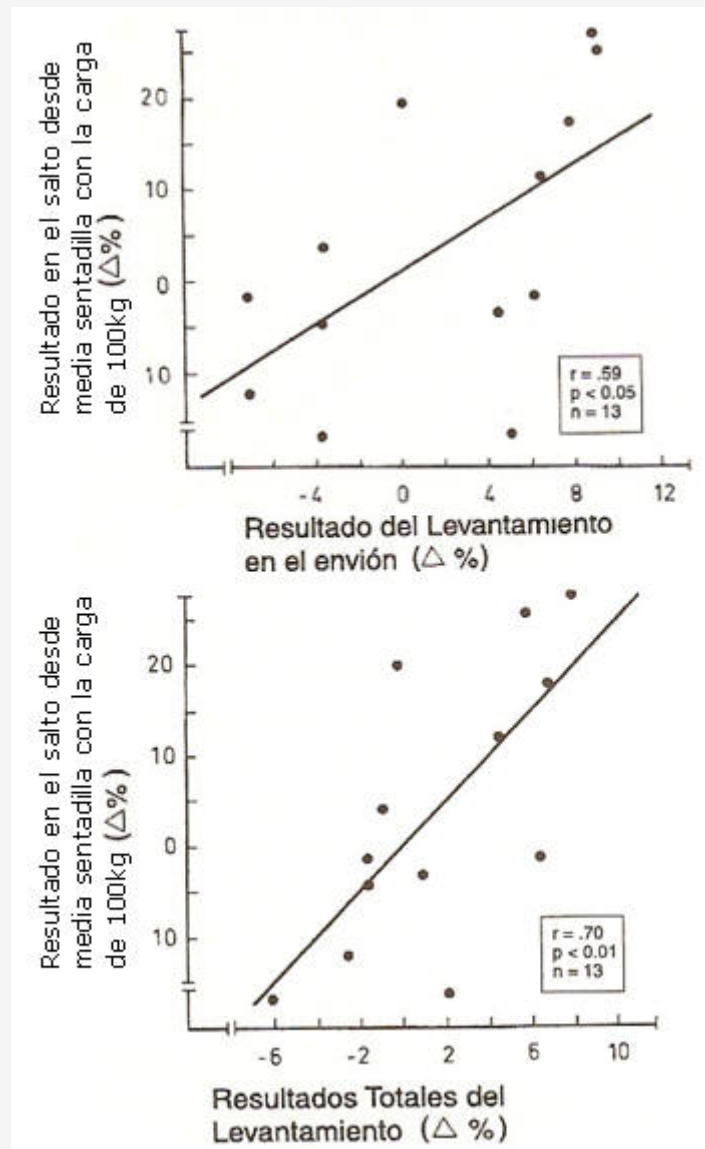 Resultado en el salto desde
media sentadilla con la carga
de 100kg (△%)
20
10
0
10
r = .59
p < 0.05
n = 13
-4
0
4
8
12
Resultado del Levantamiento
en el envión (△ %)
Resultado en el salto desde
media sentadilla con la carga
de 100kg (△%)
20
10
0
10
r = .70
p < 0.01
n = 13
-6
-2
2
6
10
Resultados Totales del
Levantamiento (△ %)